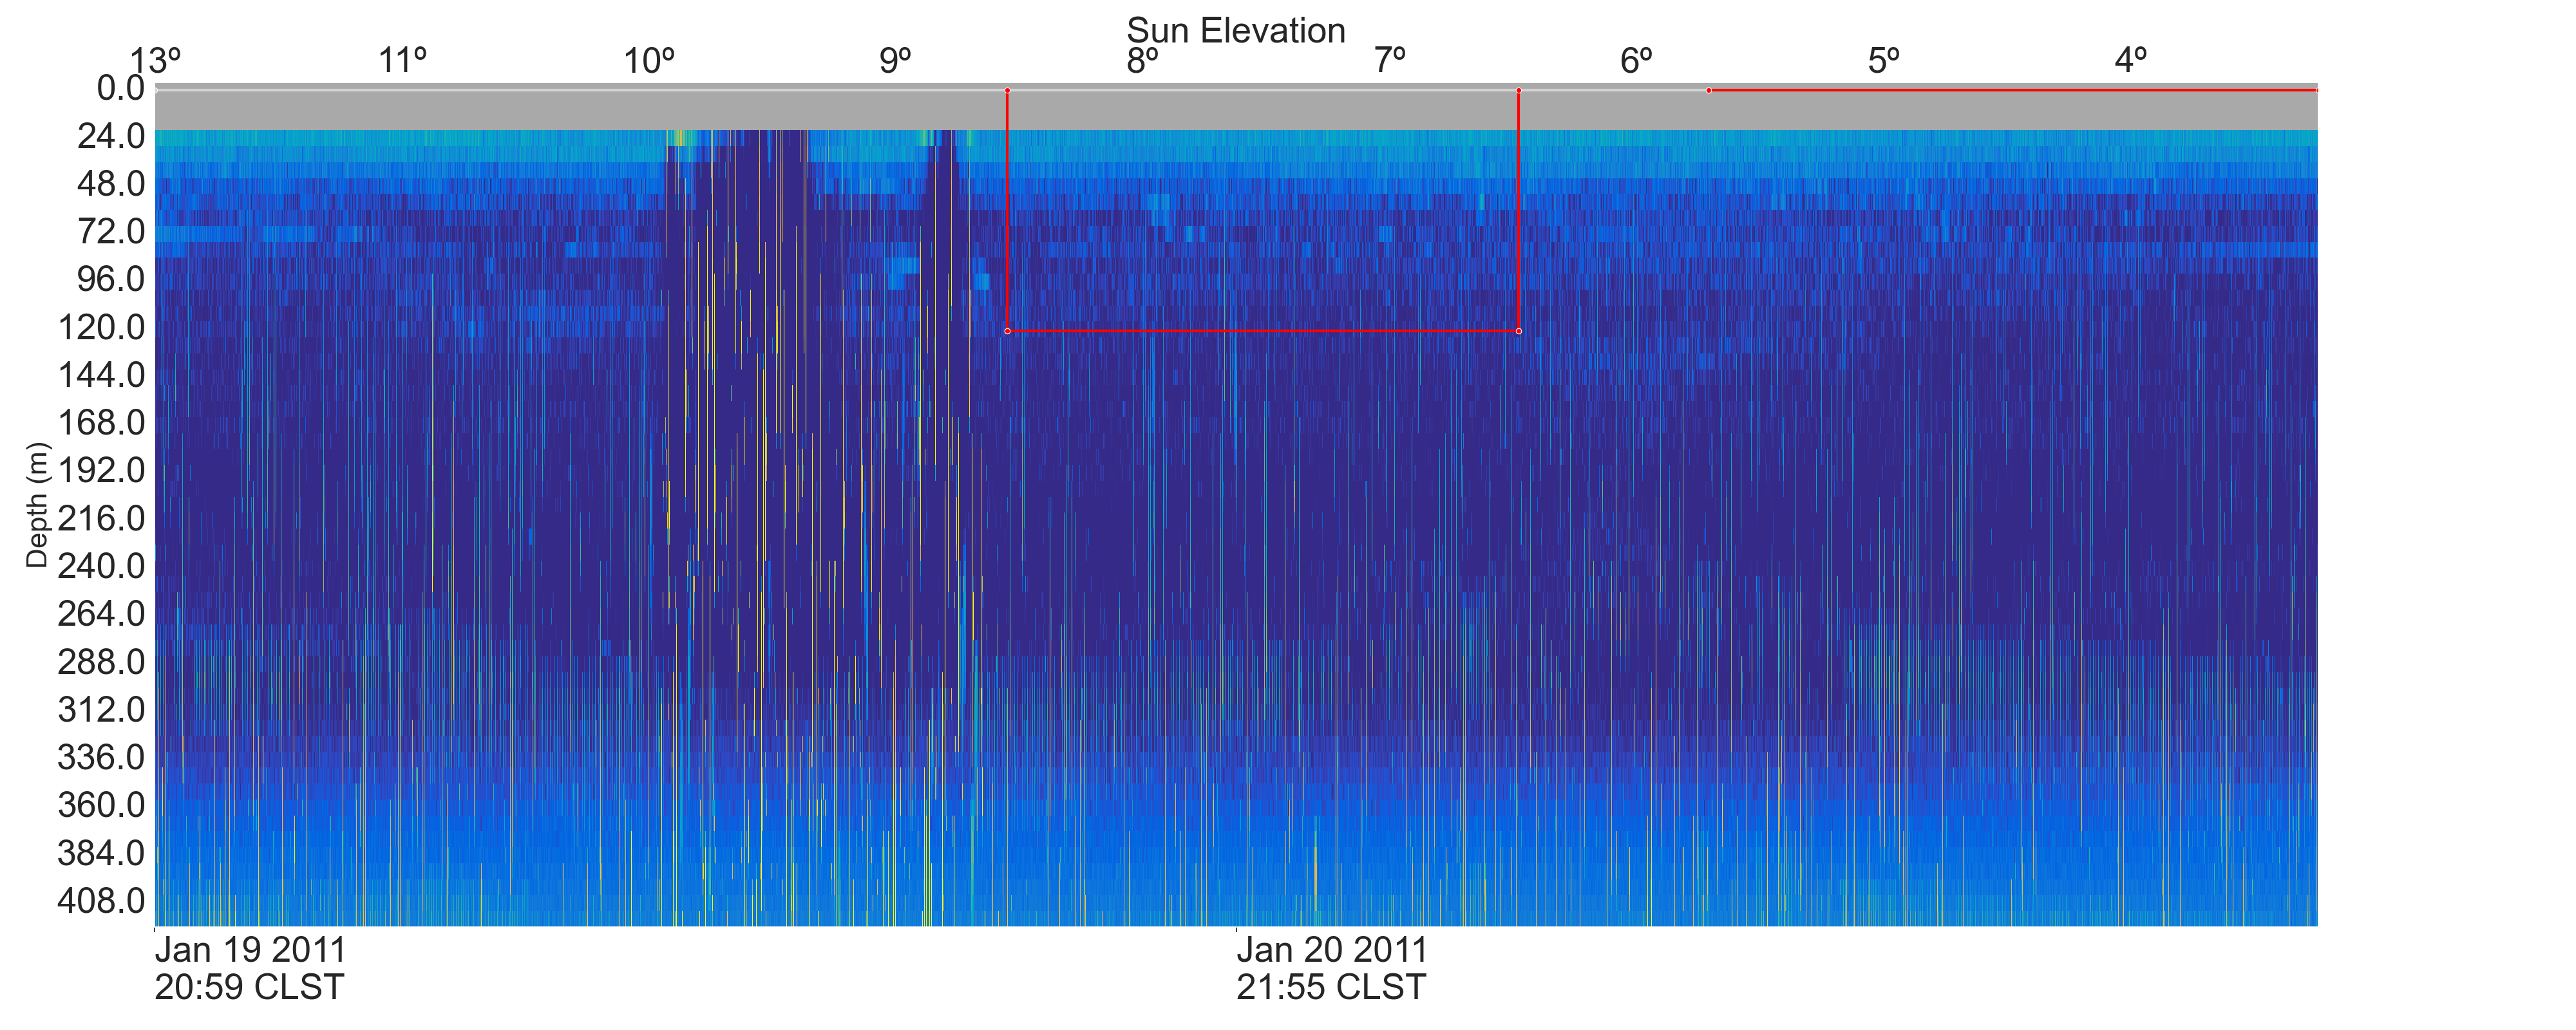 Sun Elevation
13º 11º 10º 9º 8º 7º 6º 5º 4º
0.0
24.0
48.0
72.0
96.0
120.0
144.0
168.0
192.0
216.0
240.0
264.0
288.0
312.0
336.0
360.0
384.0
408.0
Depth (m)
Jan 19 2011
20:59 CLST
Jan 20 2011
21:55 CLST